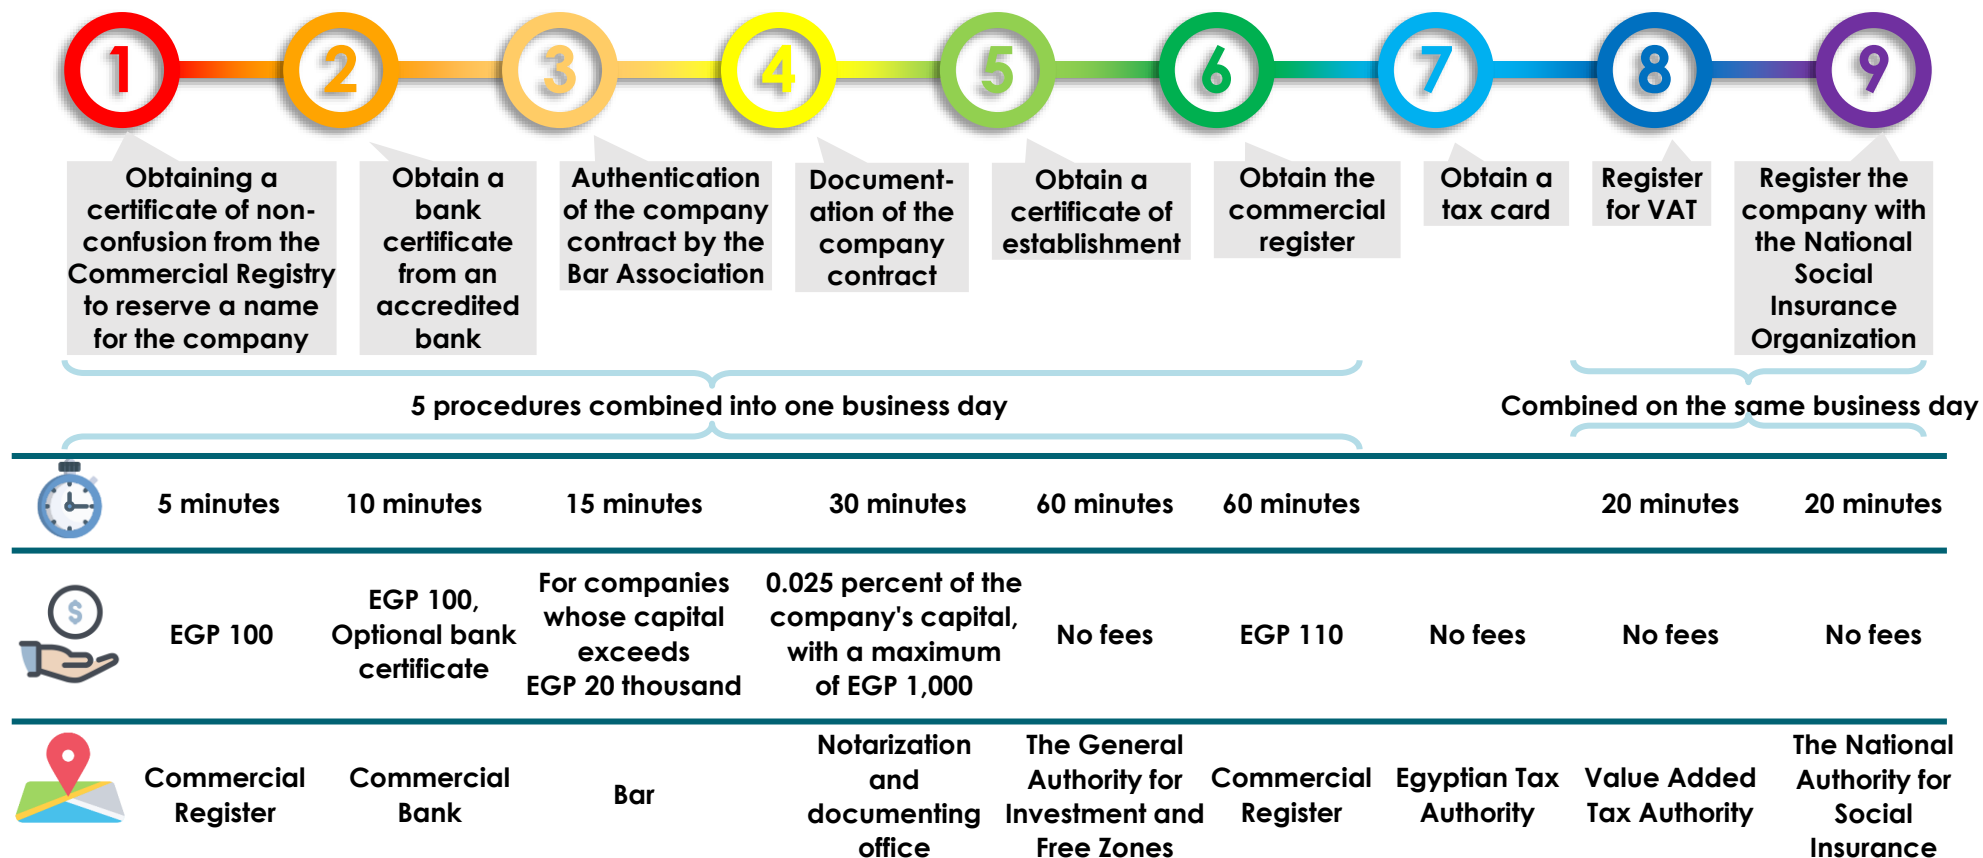 1
2
3
4
5
6
7
8
9
Obtaining a
certificate of non-
confusion from the
Commercial Registry
to reserve a name
for the company
Obtain a
bank
certificate
from an
accredited
bank
Authentication
of the company
contract by the
Bar Association
Document-
ation of the
company
contract
Obtain a
certificate of
establishment
Obtain the
commercial
register
Obtain a
tax card
Register
for VAT
Register the
company with
the National
Social
Insurance
Organization
5 procedures combined into one business day
Combined on the same business day
5 minutes
10 minutes
15 minutes
30 minutes
60 minutes
60 minutes
20 minutes
20 minutes
$
EGP 100
EGP 100,
Optional bank
certificate
For companies
whose capital
exceeds
EGP 20 thousand
0.025 percent of the
company's capital,
with a maximum
of EGP 1,000
No fees
EGP 110
No fees
No fees
No fees
Commercial
Register
Commercial
Bank
Bar
Notarization
and
documenting
office
The General
Authority for
Investment and
Free Zones
Commercial
Register
Egyptian Tax
Authority
Value Added
Tax Authority
The National
Authority for
Social
Insurance